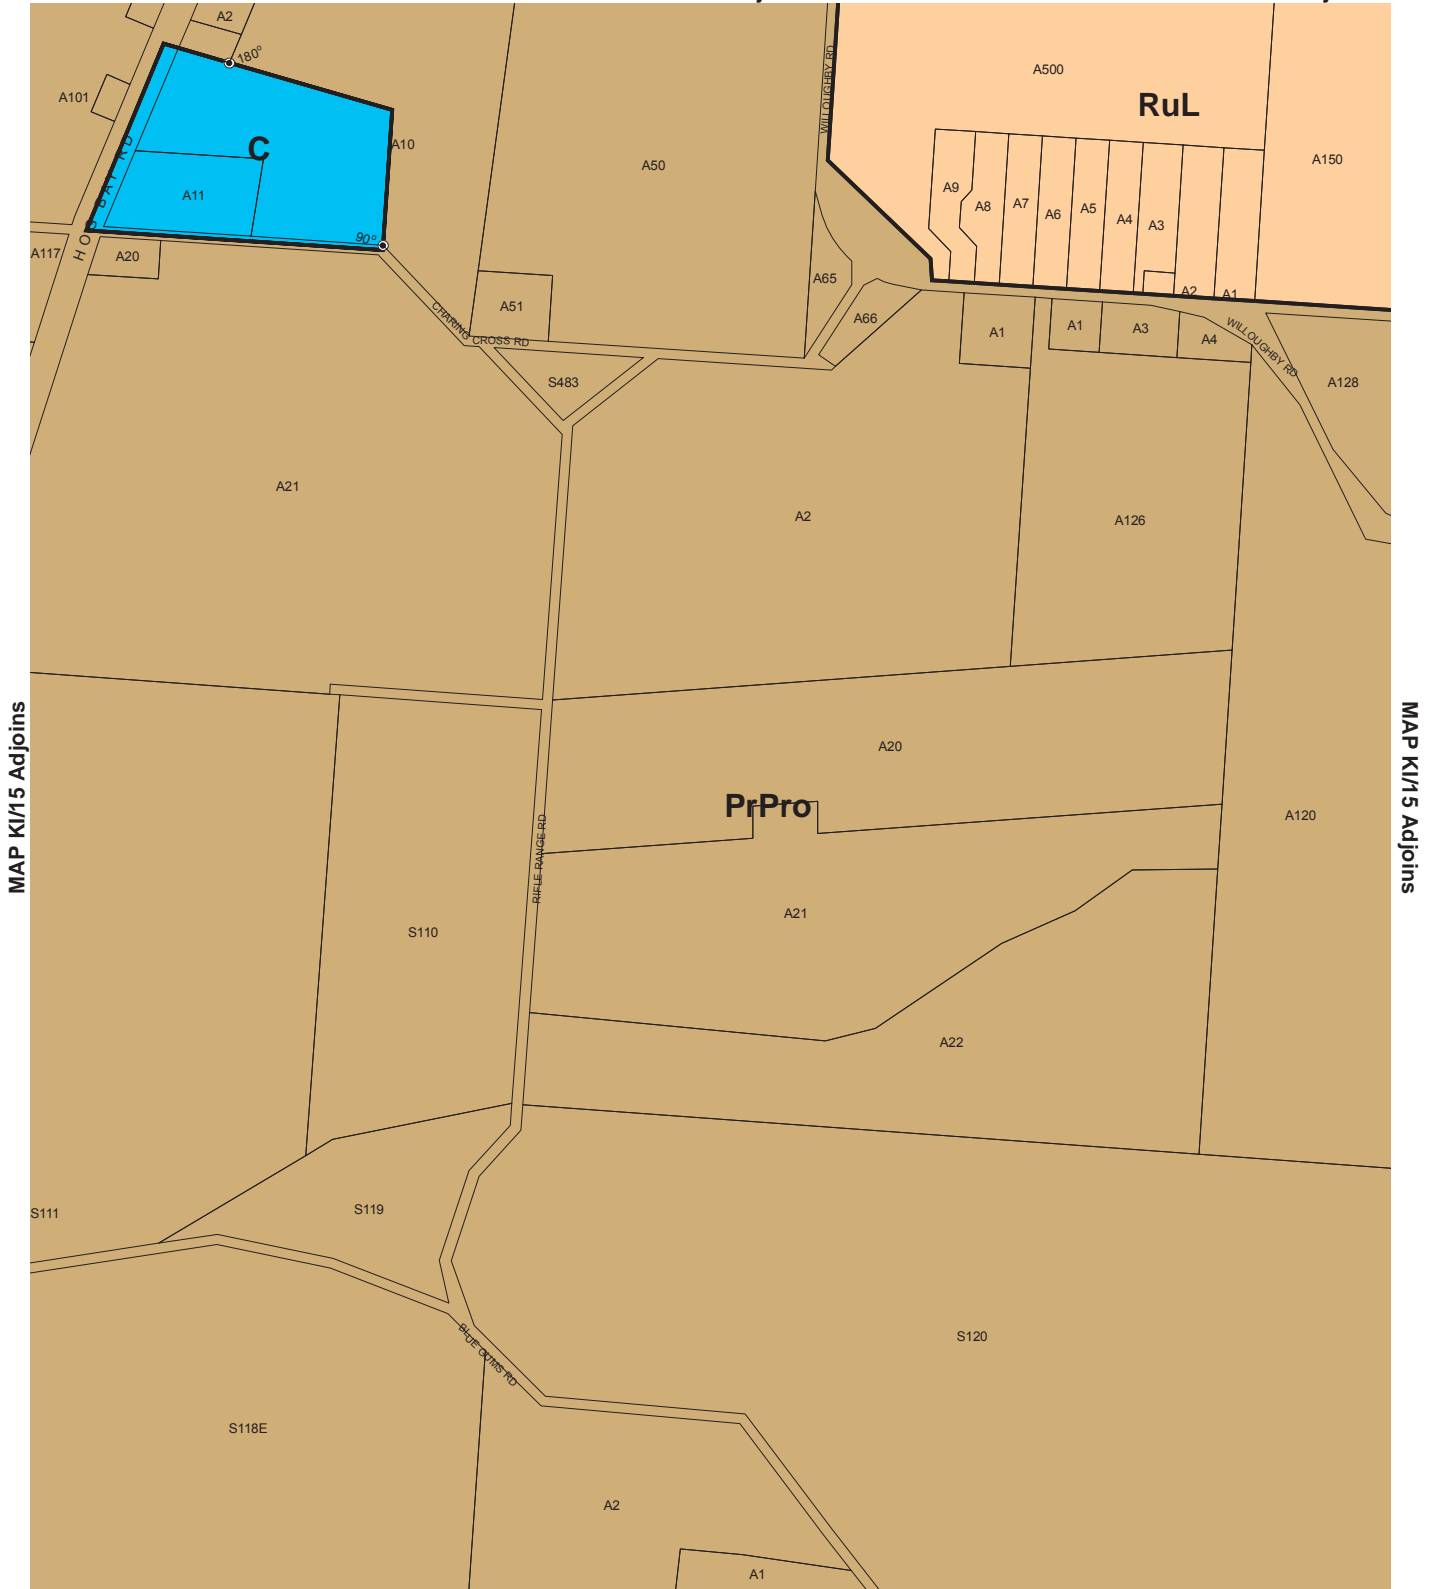 A2
180°
A101
C
A10
A11
HOG BAY RD
90°
A117
A20
A50
WILLOUGHBY RD
A500
RuL
A150
A9
A8
A7
A6
A5
A4
A3
A2
A1
A65
A66
A51
CHARING CROSS RD
S483
A1
A1
A3
A4
WILLOUGHBY RD
A128
A21
A2
A126
MAP KI/15 Adjoins
MAP KI/15 Adjoins
A20
PrPro
A120
RIFLE RANGE RD
A21
S110
A22
S111
S119
S120
BLUE GUMS RD
S118E
A2
A1